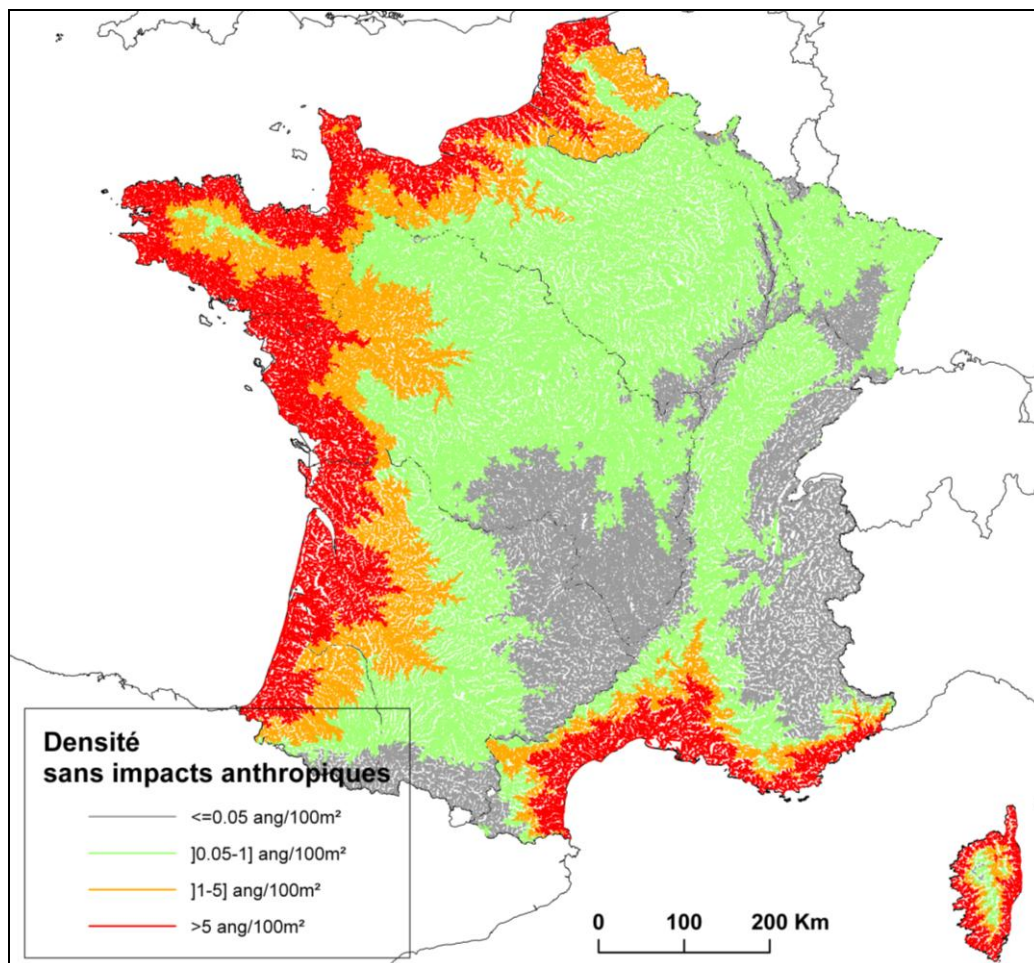 Densité
sans impacts anthropiques
<=0.05 ang/100m²
]0.05-1] ang/100m²
]1-5] ang/100m²
>5 ang/100m²
0 100 200 Km